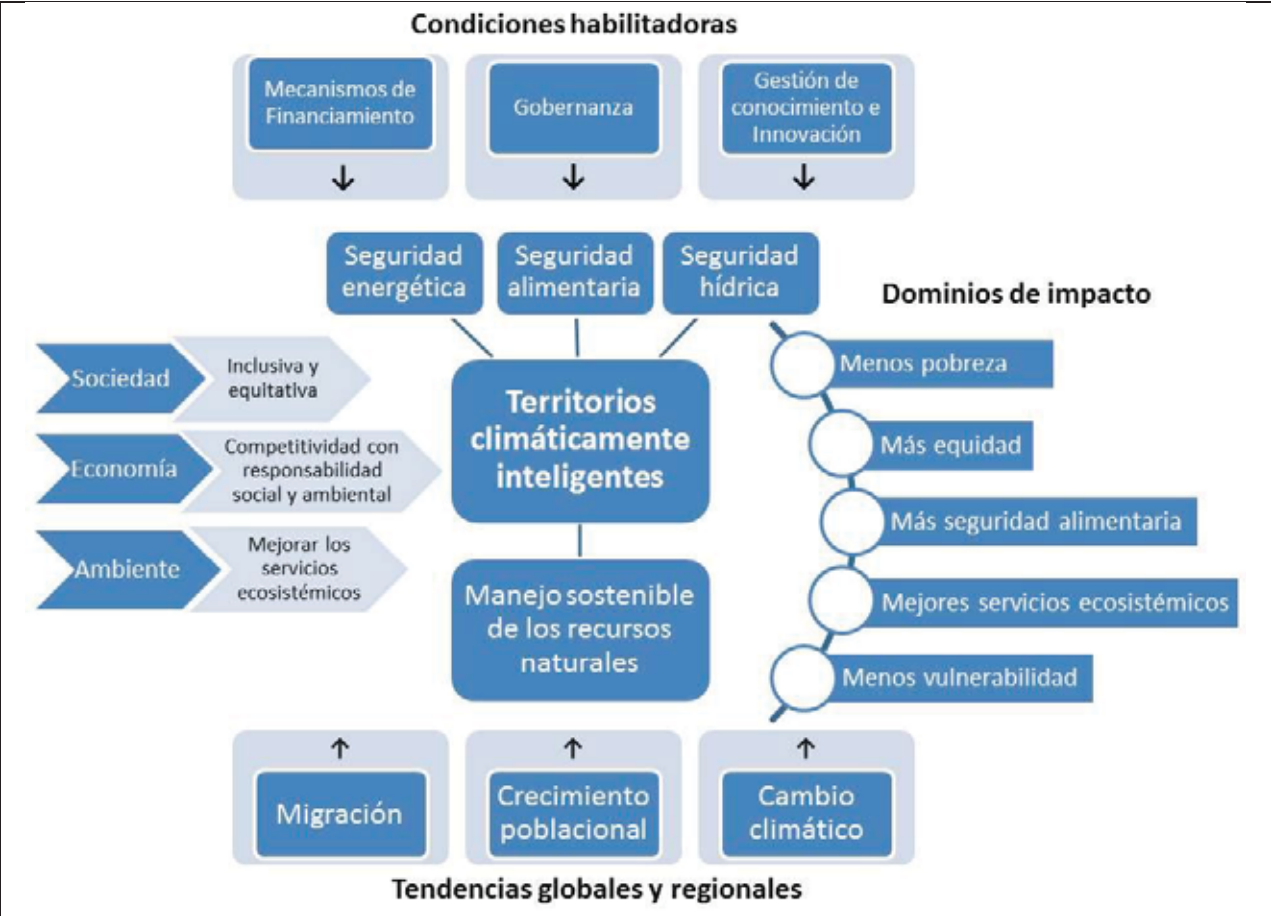 Condiciones habilitadoras
Mecanismos de
Financiamiento
Gobernanza
Gestión de
conocimiento e
Innovación
Seguridad
energética
Seguridad
alimentaria
Seguridad
hídrica
Sociedad
Inclusiva y
equitativa
Economía
Competitividad con
responsabilidad
social y ambiental
Ambiente
Mejorar los
servicios
ecosistémicos
Territorios
climáticamente
inteligentes
Manejo sostenible
de los recursos
naturales
Dominios de impacto
Menos pobreza
Más equidad
Más seguridad alimentaria
Mejores servicios ecosistémicos
Menos vulnerabilidad
Migración
Crecimiento
poblacional
Cambio
climático
Tendencias globales y regionales